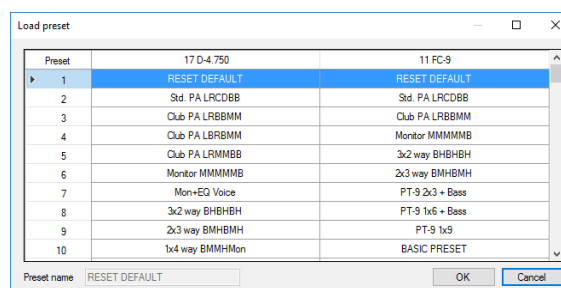 Load preset
Preset 17 D-4.750 11 FC-9
1 RESET DEFAULT RESET DEFAULT
2 Std. PA LRCDBB Std. PA LRCDBB
3 Club PA LRBBMM Club PA LRBBMM
4 Club PA LBRBMM Monitor MMMMMB
5 Club PA LRMMBB 3x2 way BHBHBH
6 Monitor MMMMMB 2x3 way BMHBMH
7 Mon+EQ Voice PT-9 2x3 + Bass
8 3x2 way BHBHBH PT-9 1x6 + Bass
9 2x3 way BMHBMH PT-9 1x9
10 1x4 way BMMHMon BASIC PRESET
Preset name RESET DEFAULT OK Cancel